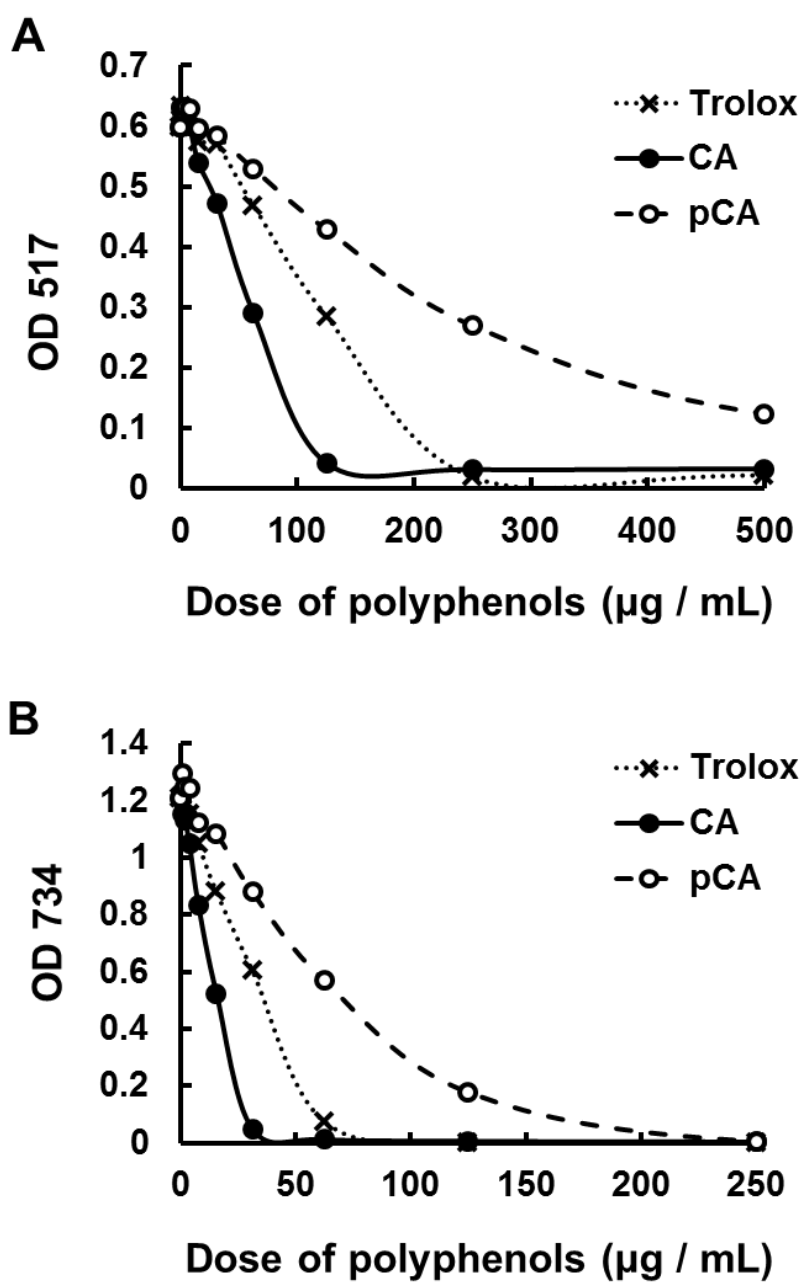 A
0.7
0.6
0.5
0.4
0.3
0.2
0.1
0
OD 517
Trolox
CA
pCA
0 100 200 300 400 500
Dose of polyphenols (µg / mL)
B
1.4
1.2
1
0.8
0.6
0.4
0.2
0
OD 734
Trolox
CA
pCA
0 50 100 150 200 250
Dose of polyphenols (µg / mL)